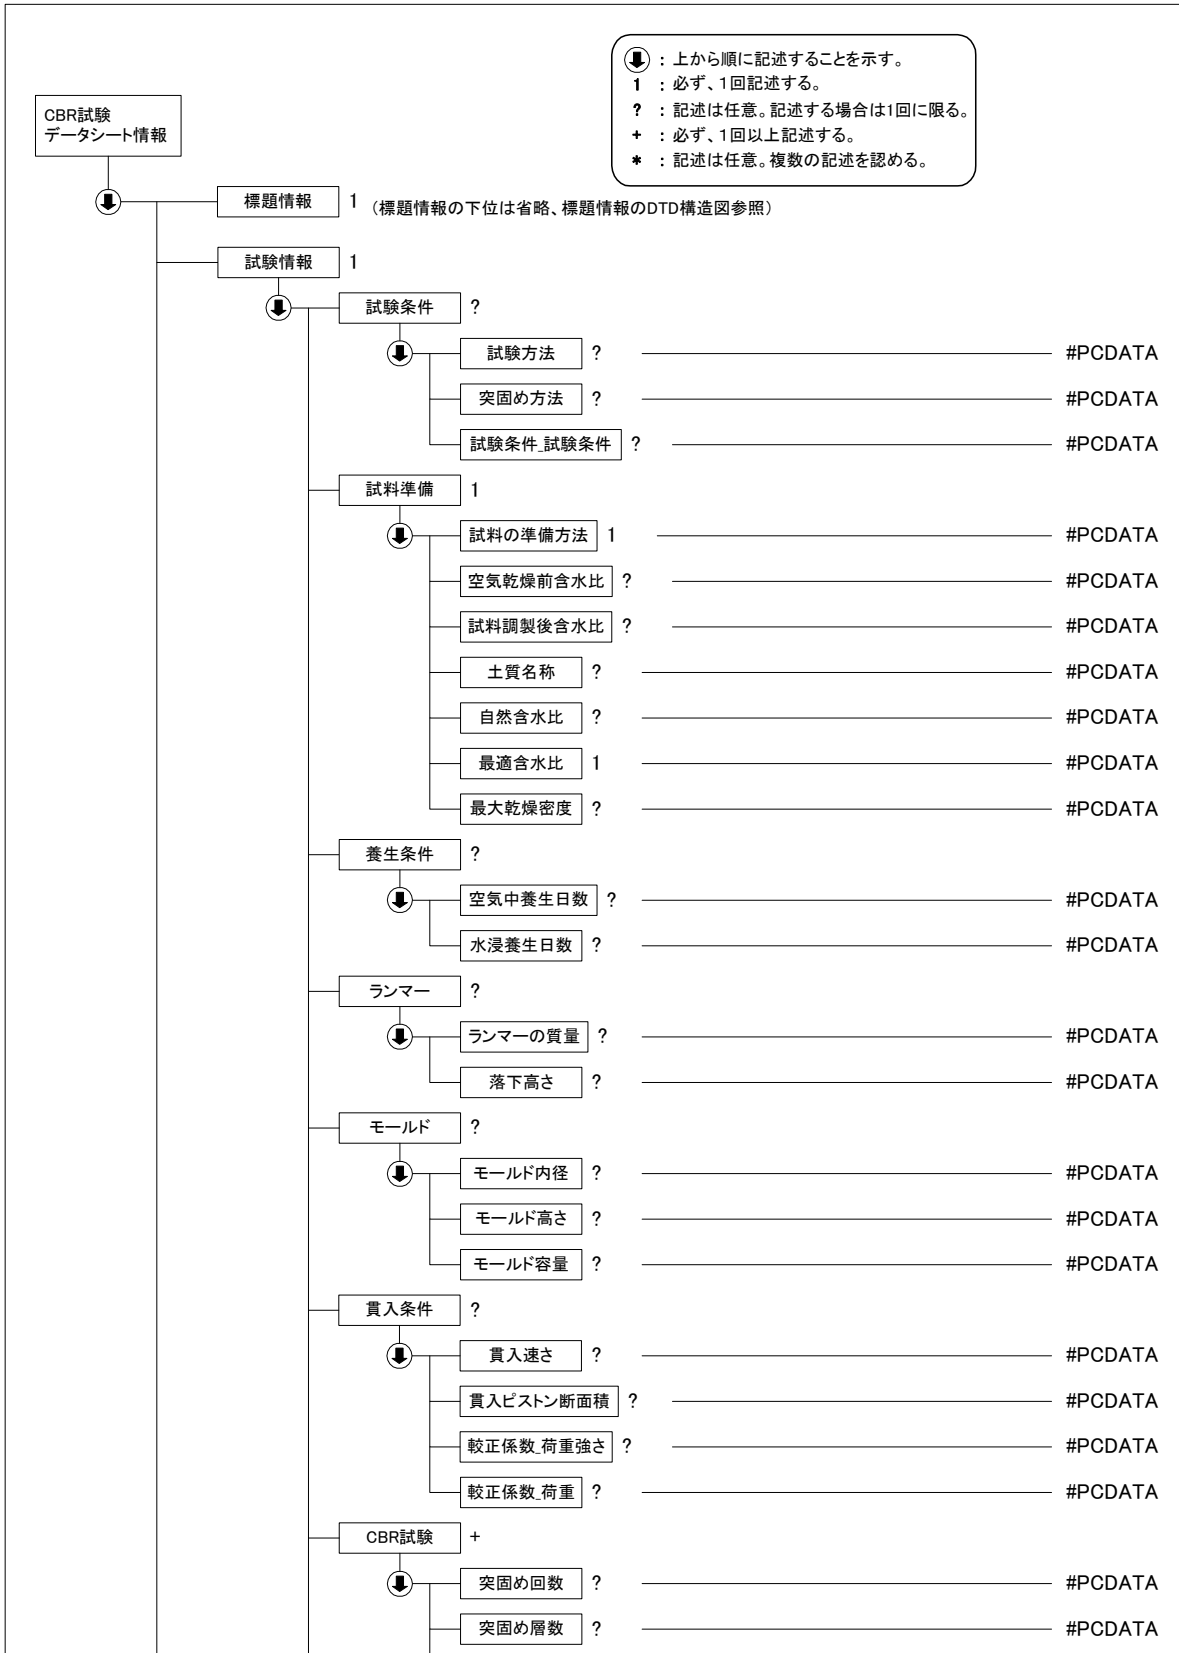 ：上から順に記述することを示す。
1 ：必ず、1回記述する。
? ：記述は任意。記述する場合は1回に限る。
+ ：必ず、1回以上記述する。
* ：記述は任意。複数の記述を認める。
CBR試験
データシート情報
標題情報 1 (標題情報の下位は省略、標題情報のDTD構造図参照)
試験情報 1
試験条件 ?
試験方法 ? #PCDATA
突固め方法 ? #PCDATA
試験条件_試験条件 ? #PCDATA
試料準備 1
試料の準備方法 1 #PCDATA
空気乾燥前含水比 ? #PCDATA
試料調製後含水比 ? #PCDATA
土質名称 ? #PCDATA
自然含水比 ? #PCDATA
最適含水比 1 #PCDATA
最大乾燥密度 ? #PCDATA
養生条件 ?
空気中養生日数 ? #PCDATA
水浸養生日数 ? #PCDATA
ランマー ?
ランマーの質量 ? #PCDATA
落下高さ ? #PCDATA
モールド ?
モールド内径 ? #PCDATA
モールド高さ ? #PCDATA
モールド容量 ? #PCDATA
貫入条件 ?
貫入速さ ? #PCDATA
貫入ピストン断面積 ? #PCDATA
較正係数_荷重強さ ? #PCDATA
較正係数_荷重 ? #PCDATA
CBR試験 +
突固め回数 ? #PCDATA
突固め層数 ? #PCDATA